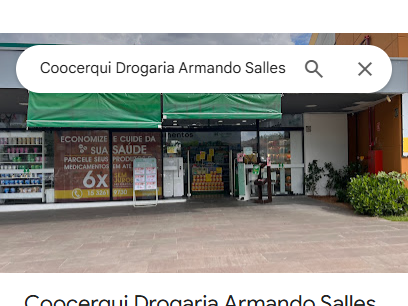 Coocerqui Drogaria Armando Salles
ECONOMIZE E CUIDE DA
SUA SAÚDE
PARCELE SEUS PRODUTOS
MEDICAMENTOS EM ATÉ
6X
Coocerqui Drogaria Armando Salles